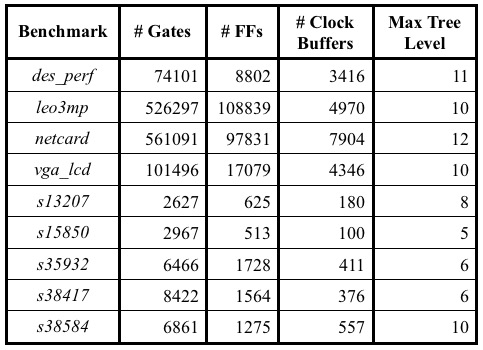 Benchmark # Gates # FFs # Clock Buffers Max Tree Level
des_perf 74101 8802 3416 11
leo3mp 526297 108839 4970 10
netcard 561091 97831 7904 12
vga_lcd 101496 17079 4346 10
s13207 2627 625 180 8
s15850 2967 513 100 5
s35932 6466 1728 411 6
s38417 8422 1564 376 6
s38584 6861 1275 557 10